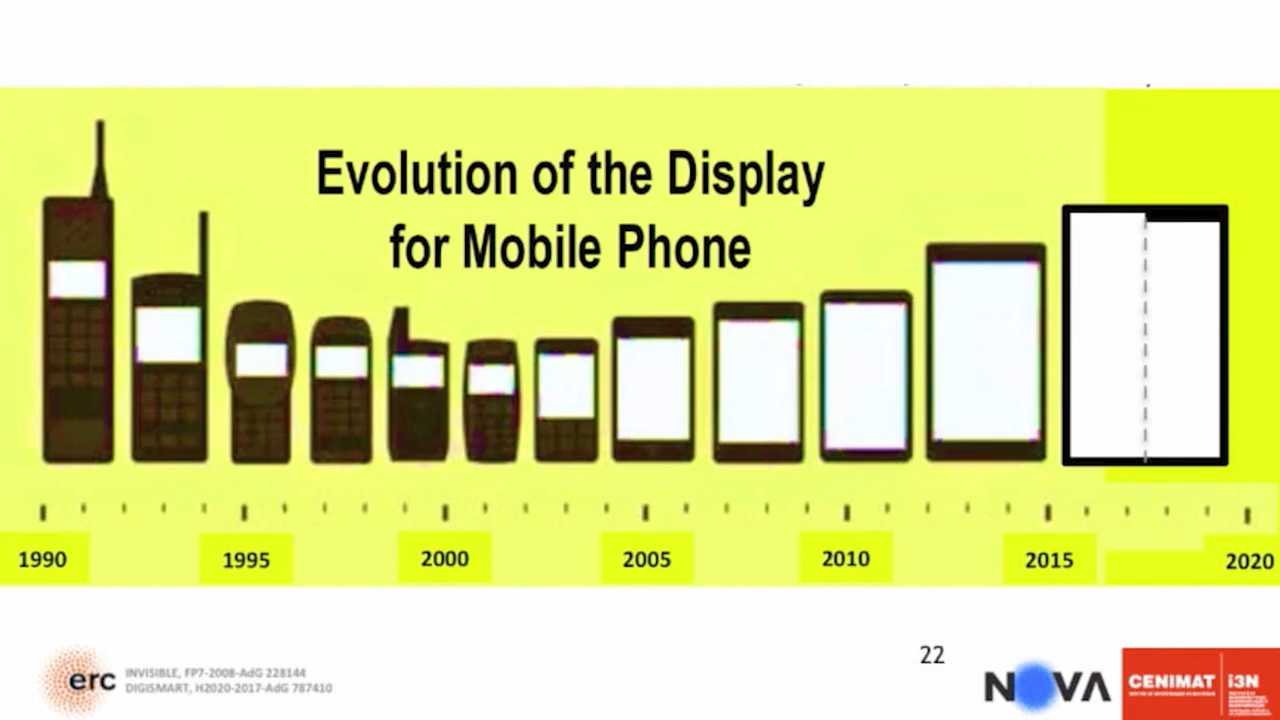 Evolution of the Display
for Mobile Phone
1990 1995 2000 2005 2010 2015 2020
22
erc
INVISIBLE, FP7-2008-AdG 228144
DIGISMART, H2020-2017-AdG 787410
NOVA
CENIMAT
i3N